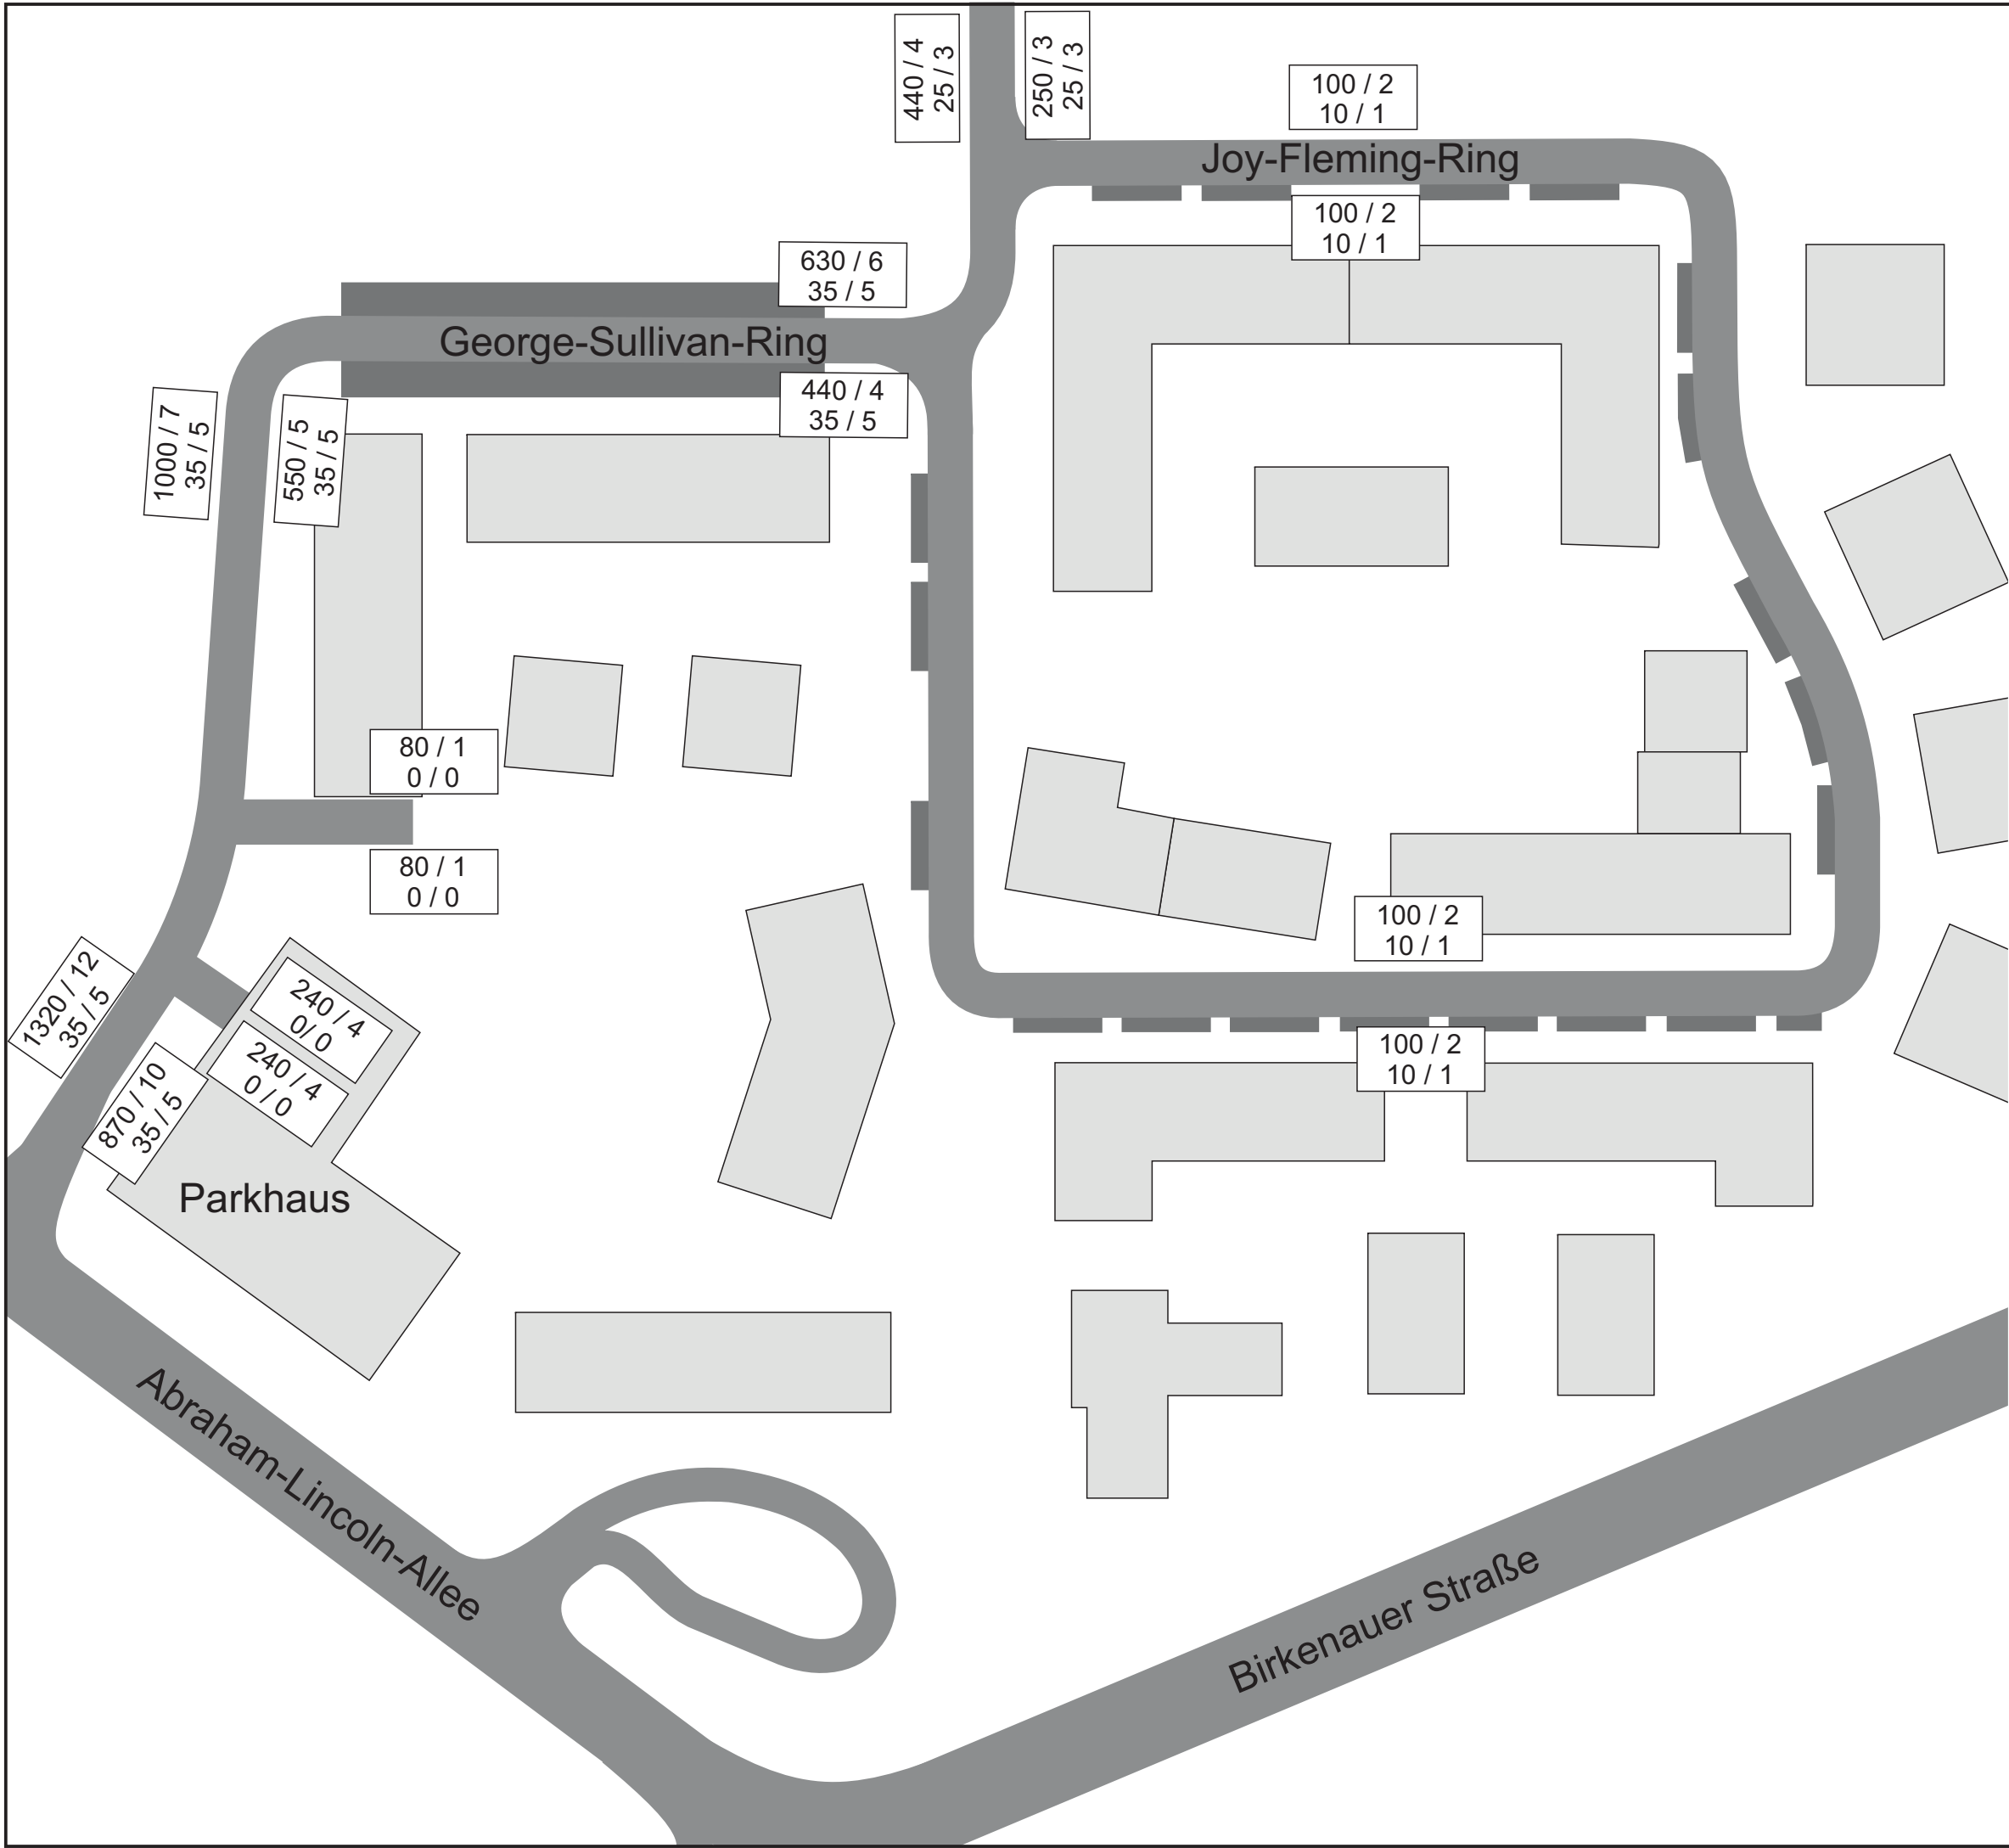 440 / 4
25 / 3
250 / 3
25 / 3
100 / 2
10 / 1
Joy-Fleming-Ring
100 / 2
10 / 1
630 / 6
35 / 5
George-Sullivan-Ring
440 / 4
35 / 5
1000 / 7
35 / 5
550 / 5
35 / 5
80 / 1
0 / 0
80 / 1
0 / 0
100 / 2
10 / 1
1320 / 12
35 / 5
240 / 4
0/ 0
240 / 4
0 / 0
870 / 10
35 / 5
100 / 2
10 / 1
Parkhaus
Abraham-Lincoln-Allee
Birkenauer Straße